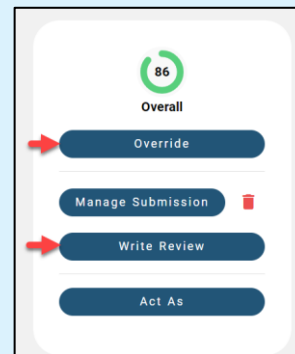 86
Overall
Override
Manage Submission
Write Review
Act As